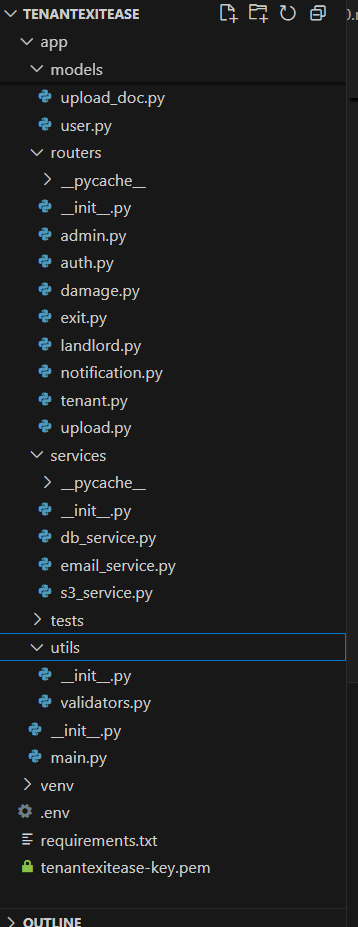 TENANTEXITEASE
app
models
upload_doc.py
user.py
routers
__pycache__
__init__.py
admin.py
auth.py
damage.py
exit.py
landlord.py
notification.py
tenant.py
upload.py
services
__pycache__
__init__.py
db_service.py
email_service.py
s3_service.py
tests
utils
__init__.py
validators.py
__init__.py
main.py
venv
.env
requirements.txt
tenantexitease-key.pem
OUTLINE